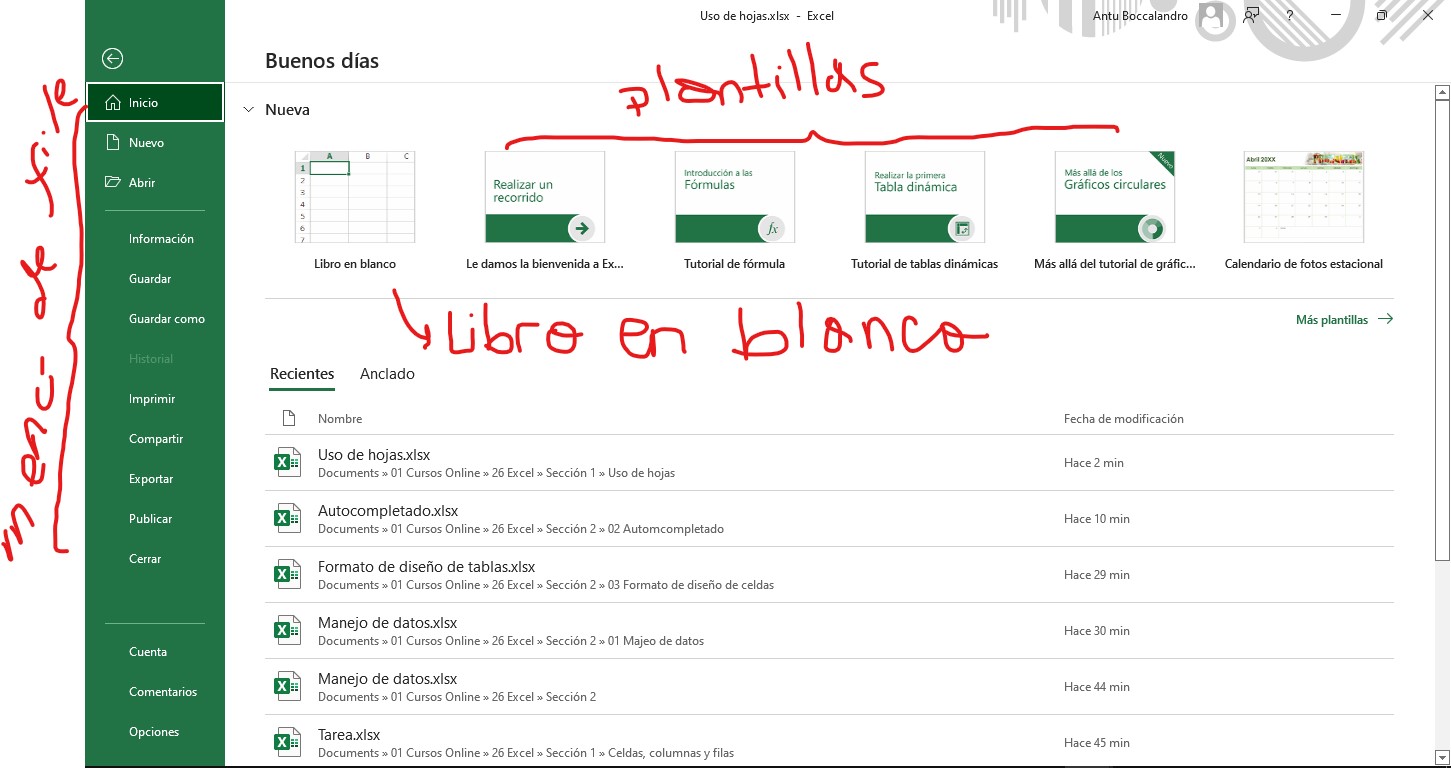 Uso de hojas.xlsx - Excel
Antu Boccalandro
?
Buenos días
plantillas
menú de file
Inicio
Nuevo
Abrir
Información
Guardar
Guardar como
Historial
Imprimir
Compartir
Exportar
Publicar
Cerrar
Cuenta
Comentarios
Opciones
Nueva
A B C
1
2
3
4
5
6
7
Libro en blanco
Realizar un
recorrido
Le damos la bienvenida a Ex...
Introducción a las
Fórmulas
fx
Tutorial de fórmula
Realizar la primera
Tabla dinámica
Tutorial de tablas dinámicas
Nuevo
Más allá de los
Gráficos circulares
Más allá del tutorial de gráfic...
Abril 20XX
Calendario de fotos estacional
Libro en blanco
Más plantillas
Recientes Anclado
Nombre Fecha de modificación
Uso de hojas.xlsx
Documents » 01 Cursos Online » 26 Excel » Sección 1 » Uso de hojas
Hace 2 min
Autocompletado.xlsx
Documents » 01 Cursos Online » 26 Excel » Sección 2 » 02 Automcompletado
Hace 10 min
Formato de diseño de tablas.xlsx
Documents » 01 Cursos Online » 26 Excel » Sección 2 » 03 Formato de diseño de celdas
Hace 29 min
Manejo de datos.xlsx
Documents » 01 Cursos Online » 26 Excel » Sección 2 » 01 Majeo de datos
Hace 30 min
Manejo de datos.xlsx
Documents » 01 Cursos Online » 26 Excel » Sección 2
Hace 44 min
Tarea.xlsx
Documents » 01 Cursos Online » 26 Excel » Sección 1 » Celdas, columnas y filas
Hace 45 min